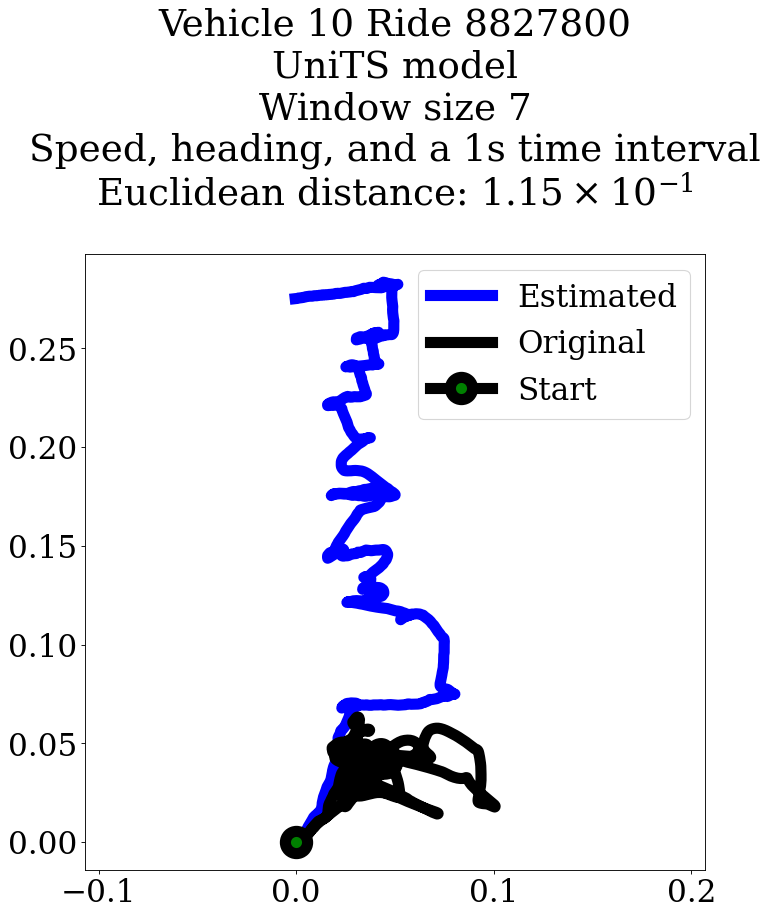 Vehicle 10 Ride 8827800
UniTS model
Window size 7
Speed, heading, and a 1s time interval
Euclidean distance: 1.15 × 10⁻¹
Estimated
Original
Start
0.25
0.20
0.15
0.10
0.05
0.00
−0.1 0.0 0.1 0.2